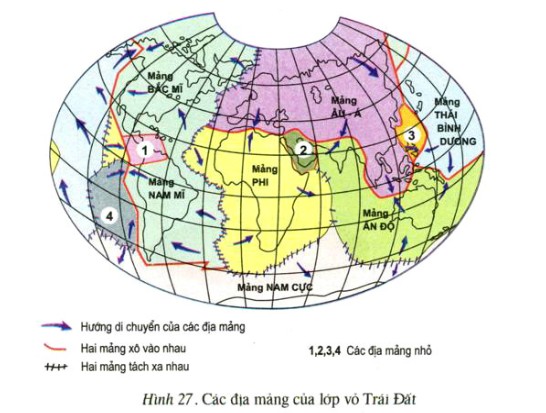 Mảng
BẮC MĨ
Mảng
ÂU - Á
Mảng
THÁI
BÌNH
DƯƠNG
1
2
3
Mảng
PHI
Mảng
NAM MĨ
4
Mảng
ẤN ĐỘ
Mảng NAM CỰC
Hướng di chuyển của các địa mảng
Hai mảng xô vào nhau
1,2,3,4 Các địa mảng nhỏ
Hai mảng tách xa nhau
Hình 27. Các địa mảng của lớp vỏ Trái Đất